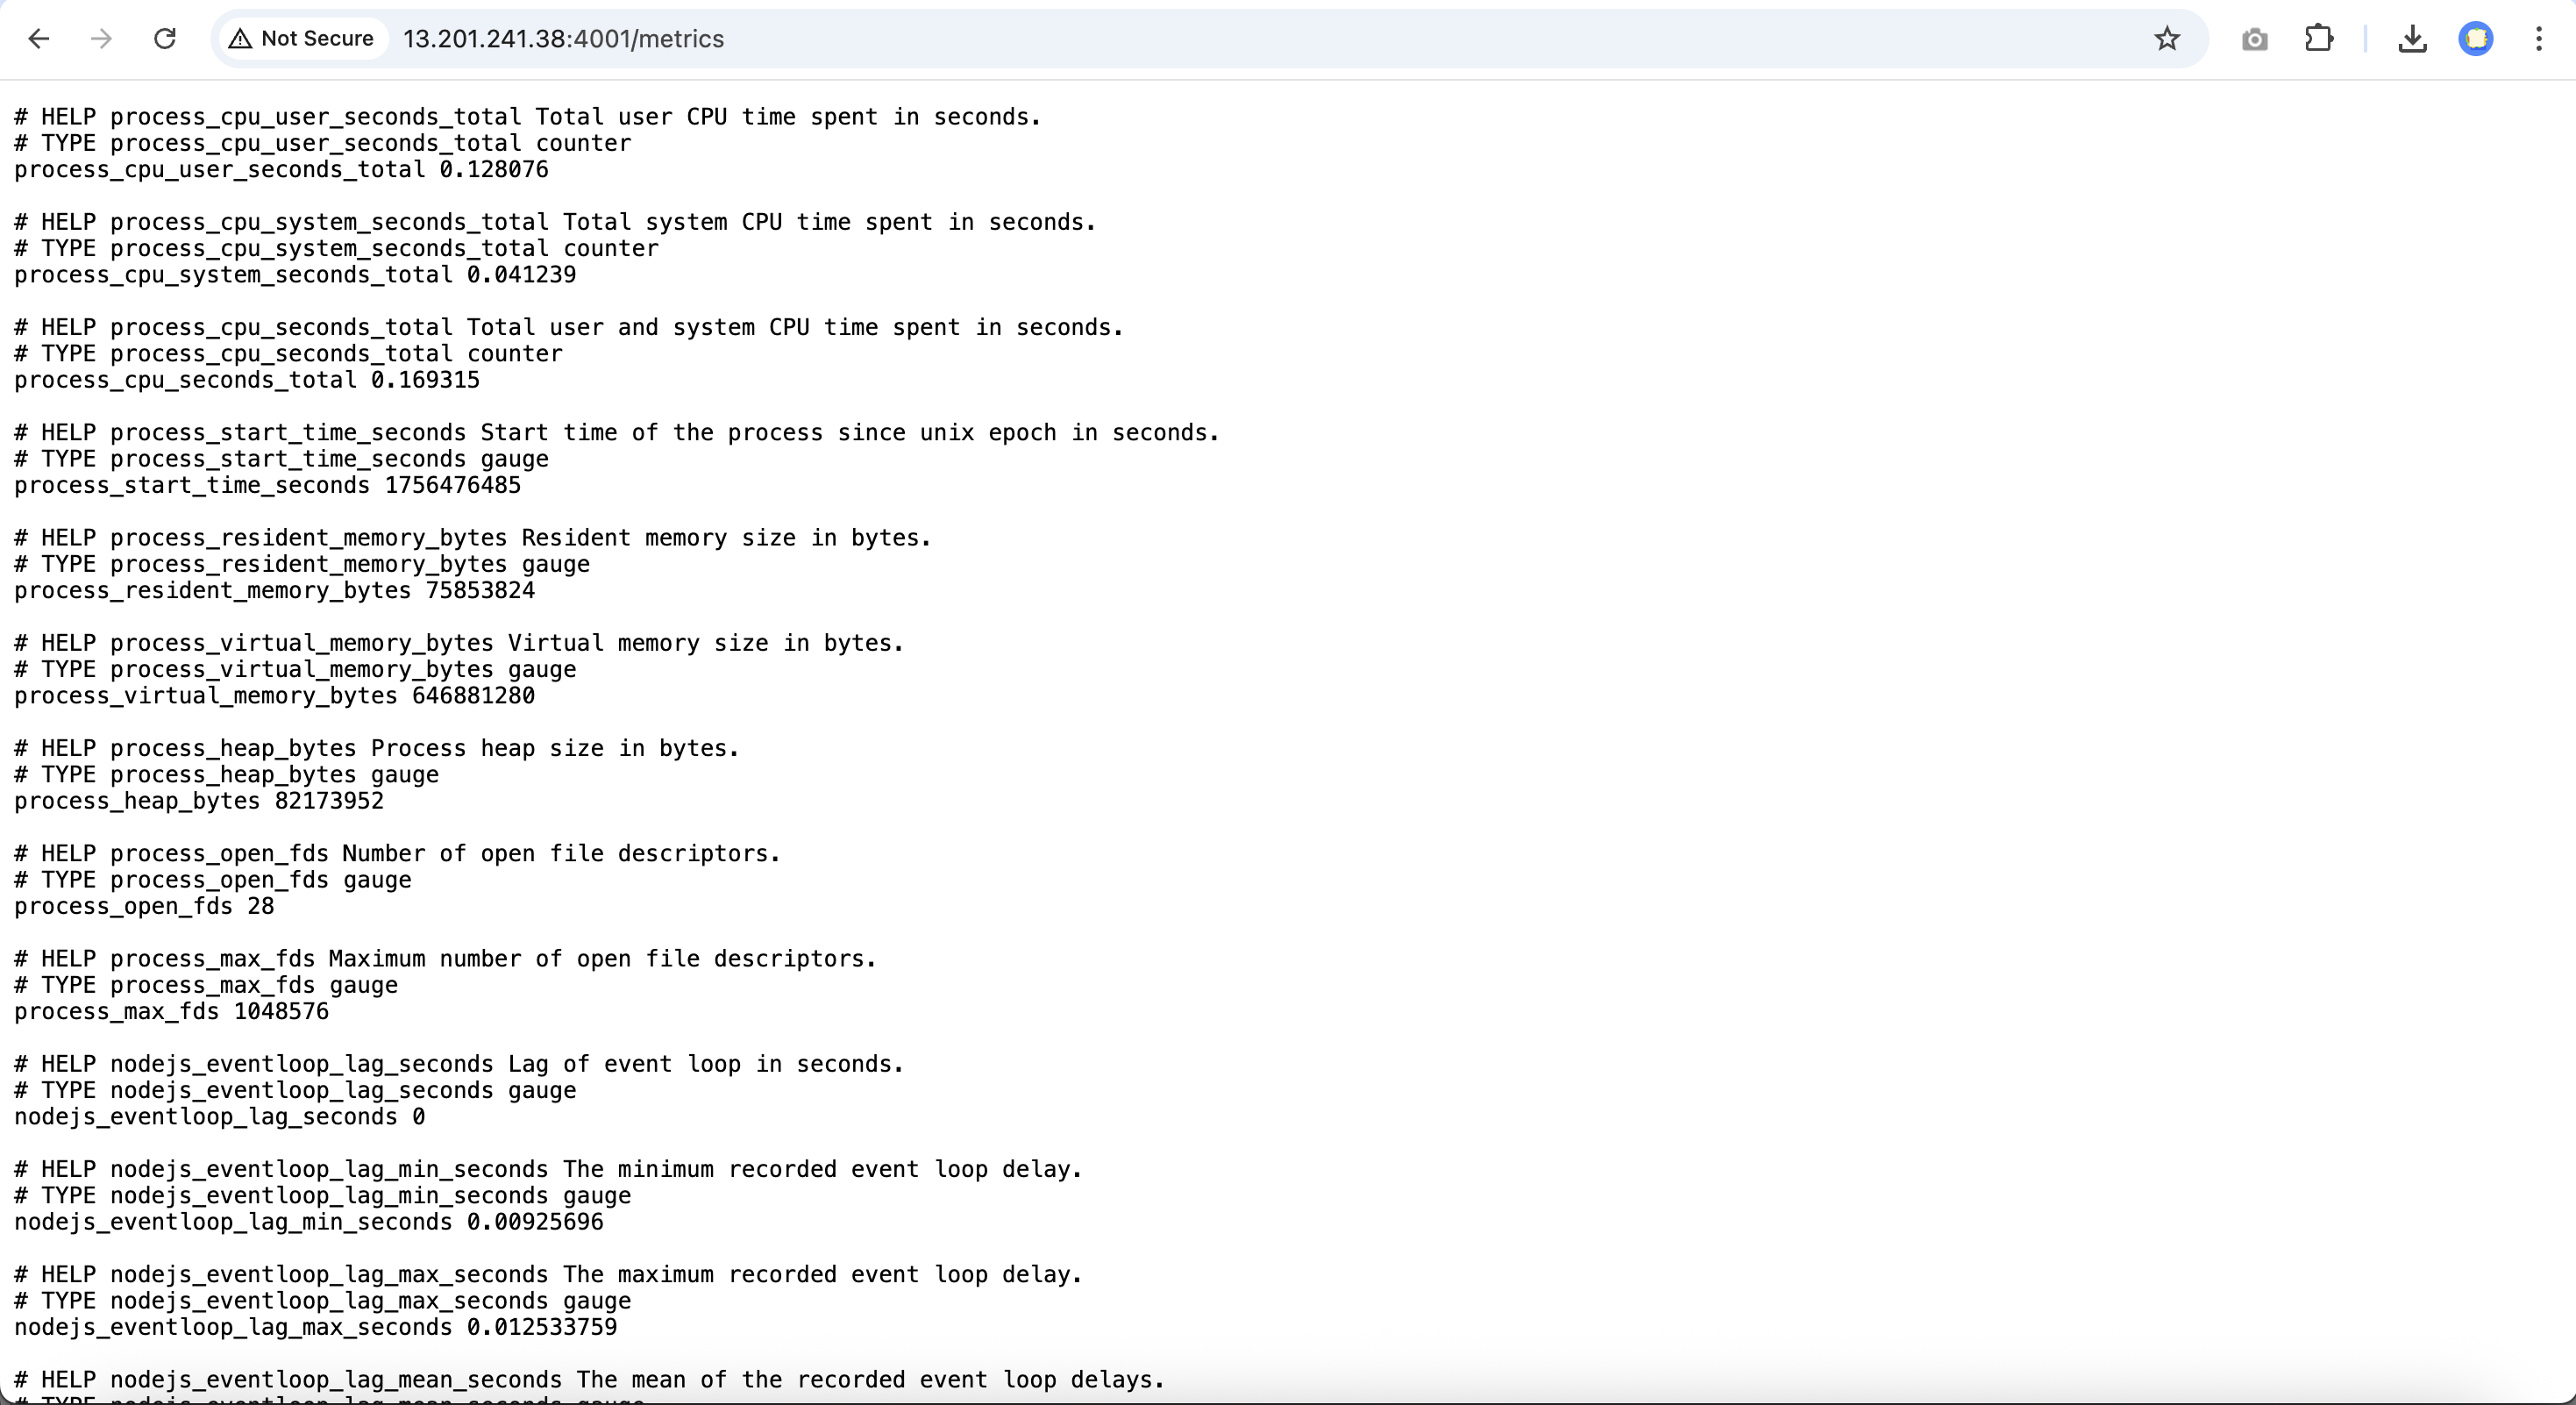 Not Secure 13.201.241.38:4001/metrics
# HELP process_cpu_user_seconds_total Total user CPU time spent in seconds.
# TYPE process_cpu_user_seconds_total counter
process_cpu_user_seconds_total 0.128076
# HELP process_cpu_system_seconds_total Total system CPU time spent in seconds.
# TYPE process_cpu_system_seconds_total counter
process_cpu_system_seconds_total 0.041239
# HELP process_cpu_seconds_total Total user and system CPU time spent in seconds.
# TYPE process_cpu_seconds_total counter
process_cpu_seconds_total 0.169315
# HELP process_start_time_seconds Start time of the process since unix epoch in seconds.
# TYPE process_start_time_seconds gauge
process_start_time_seconds 1756476485
# HELP process_resident_memory_bytes Resident memory size in bytes.
# TYPE process_resident_memory_bytes gauge
process_resident_memory_bytes 75853824
# HELP process_virtual_memory_bytes Virtual memory size in bytes.
# TYPE process_virtual_memory_bytes gauge
process_virtual_memory_bytes 646881280
# HELP process_heap_bytes Process heap size in bytes.
# TYPE process_heap_bytes gauge
process_heap_bytes 82173952
# HELP process_open_fds Number of open file descriptors.
# TYPE process_open_fds gauge
process_open_fds 28
# HELP process_max_fds Maximum number of open file descriptors.
# TYPE process_max_fds gauge
process_max_fds 1048576
# HELP nodejs_eventloop_lag_seconds Lag of event loop in seconds.
# TYPE nodejs_eventloop_lag_seconds gauge
nodejs_eventloop_lag_seconds 0
# HELP nodejs_eventloop_lag_min_seconds The minimum recorded event loop delay.
# TYPE nodejs_eventloop_lag_min_seconds gauge
nodejs_eventloop_lag_min_seconds 0.00925696
# HELP nodejs_eventloop_lag_max_seconds The maximum recorded event loop delay.
# TYPE nodejs_eventloop_lag_max_seconds gauge
nodejs_eventloop_lag_max_seconds 0.012533759
# HELP nodejs_eventloop_lag_mean_seconds The mean of the recorded event loop delays.
# TYPE nodejs_eventloop_lag_mean_seconds gauge